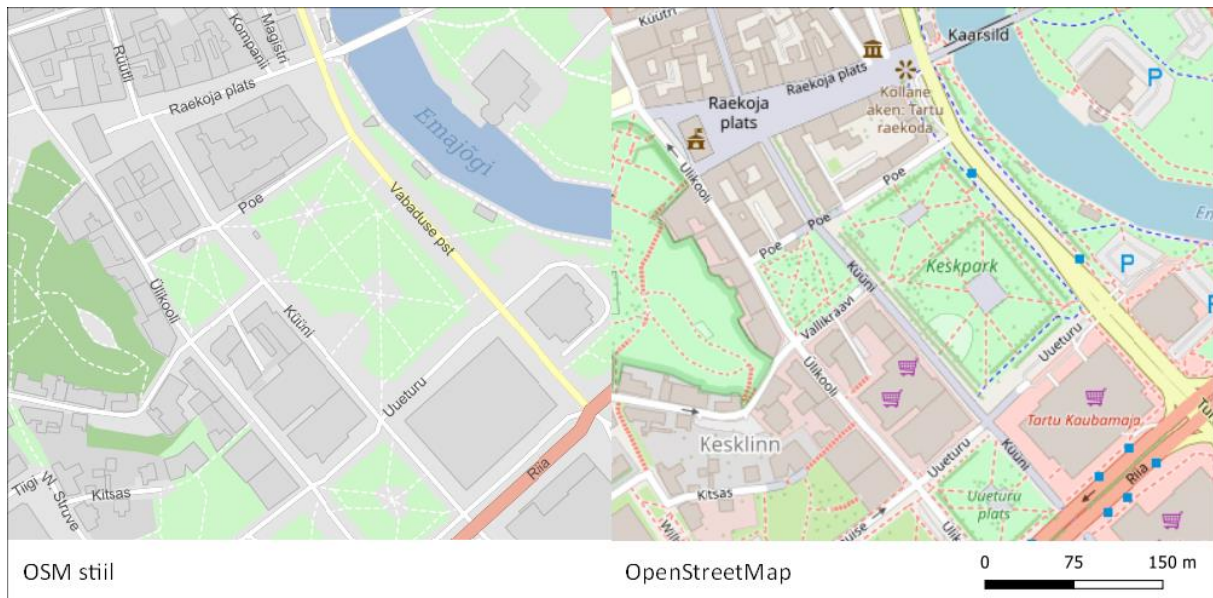 Rüütli
Kompanii
Magistri
Raekoja plats
Emajõgi
Poe
Vabaduse pst
Ülikooli
Küüni
Uueturu
Riia
Tiigi
W. Struve
Kitsas
OSM stiil
Küütri
Kaarsild
Raekoja plats
Raekoja
plats
Kollane
aken: Tartu
raekoda
P
Ülikooli
Poe
Poe
Poe
Küüni
Keskpark
P
Vallikraavi
Ülikooli
Uueturu
Tartu Kaubamaja
Kesklinn
Küüni
Uueturu
Riia
Kitsas
Uueturu
plats
OpenStreetMap
0 75 150 m